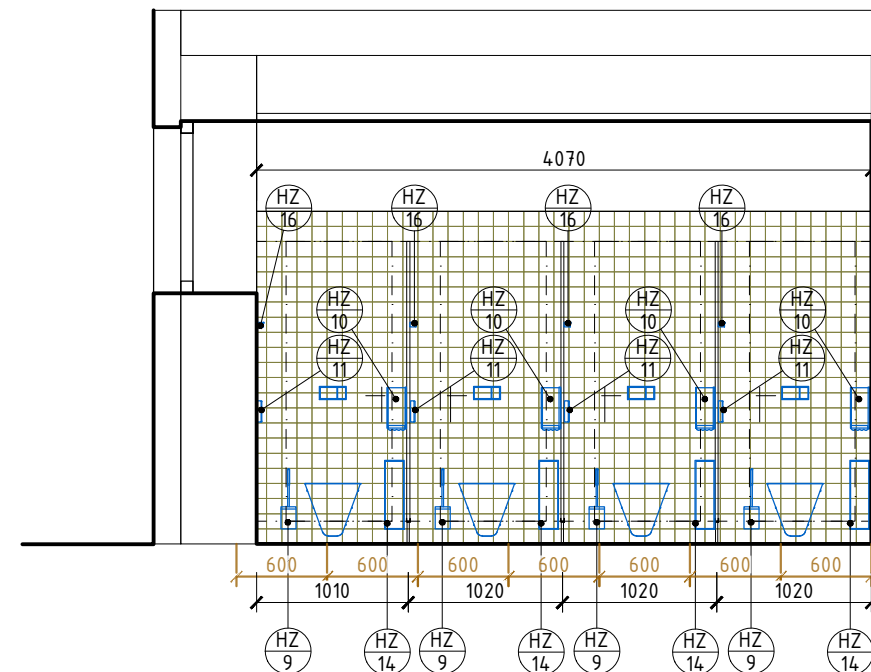 4070
HZ HZ HZ HZ
16 16 16 16
HZ HZ HZ HZ
10 10 10 10
HZ HZ HZ HZ
11 11 11 11
600 600 600 600 600 600 600
1010 1020 1020 1020
HZ HZ HZ HZ HZ HZ HZ HZ
9 14 9 14 9 14 9 14